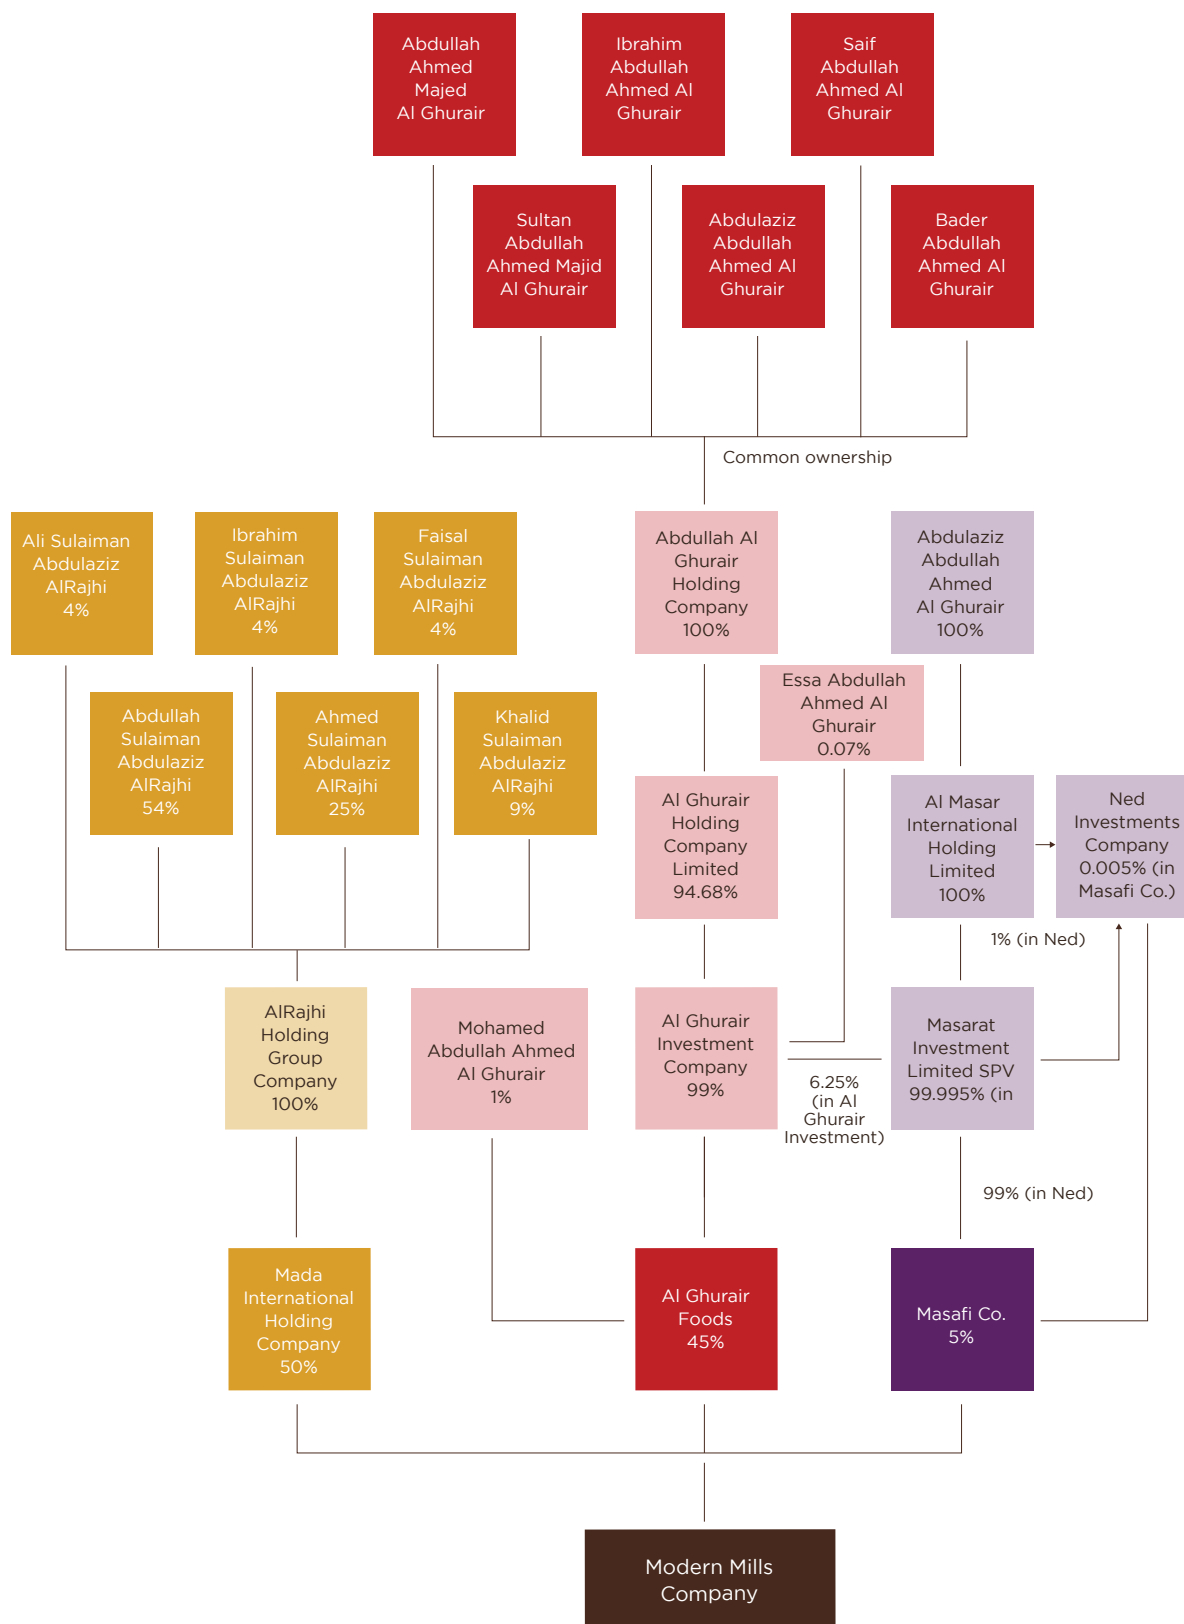 Abdullah
Ahmed
Majed
Al Ghurair
Ibrahim
Abdullah
Ahmed Al
Ghurair
Saif
Abdullah
Ahmed Al
Ghurair
Sultan
Abdullah
Ahmed Majid
Al Ghurair
Abdulaziz
Abdullah
Ahmed Al
Ghurair
Bader
Abdullah
Ahmed Al
Ghurair
Common ownership
Ali Sulaiman
Abdulaziz
AlRajhi
4%
Ibrahim
Sulaiman
Abdulaziz
AlRajhi
4%
Faisal
Sulaiman
Abdulaziz
AlRajhi
4%
Abdullah Al
Ghurair
Holding
Company
100%
Abdulaziz
Abdullah
Ahmed
Al Ghurair
100%
Essa Abdullah
Ahmed Al
Ghurair
0.07%
Abdullah
Sulaiman
Abdulaziz
AlRajhi
54%
Ahmed
Sulaiman
Abdulaziz
AlRajhi
25%
Khalid
Sulaiman
Abdulaziz
AlRajhi
9%
Al Ghurair
Holding
Company
Limited
94.68%
Al Masar
International
Holding
Limited
100%
Ned
Investments
Company
0.005% (in
Masafi Co.)
1% (in Ned)
AlRajhi
Holding
Group
Company
100%
Mohamed
Abdullah Ahmed
Al Ghurair
1%
Al Ghurair
Investment
Company
99%
6.25%
(in Al
Ghurair
Investment)
Masarat
Investment
Limited SPV
99.995% (in
99% (in Ned)
Mada
International
Holding
Company
50%
Al Ghurair
Foods
45%
Masafi Co.
5%
Modern Mills
Company